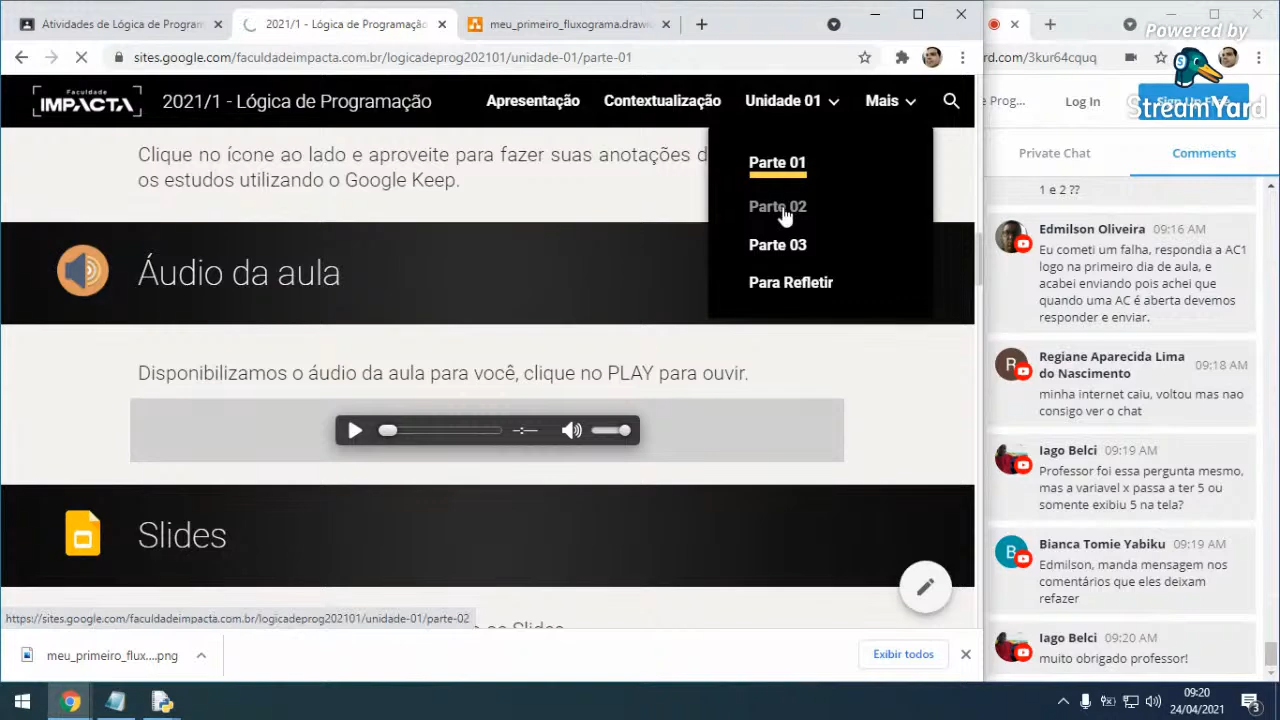 Atividades de Lógica de Program
2021/1 - Lógica de Programação
meu_primeiro_fluxograma.draw
sites.google.com/faculdadeimpacta.com.br/logicadeprog202101/unidade-01/parte-01
Faculdade
IMPACTA
2021/1 - Lógica de Programação
Apresentação
Contextualização
Unidade 01
Mais
Parte 01
Parte 02
Parte 03
Para Refletir
Clique no ícone ao lado e aproveite para fazer suas anotações d
os estudos utilizando o Google Keep.
Áudio da aula
Disponibilizamos o áudio da aula para você, clique no PLAY para ouvir.
Slides
https://sites.google.com/faculdadeimpacta.com.br/logicadeprog202101/unidade-01/parte-02
meu_primeiro_flux....png
Exibir todos
rd.com/3kur64cquq
Powered by
StreamYard
e Prog...
Log In
Private Chat
Comments
1 e 2 ??
Edmilson Oliveira 09:16 AM
Eu cometi um falha, respondia a AC1
logo na primeiro dia de aula, e
acabei enviando pois achei que
quando uma AC é aberta devemos
responder e enviar.
Regiane Aparecida Lima
do Nascimento 09:18 AM
R
minha internet caiu, voltou mas nao
consigo ver o chat
Iago Belci 09:19 AM
Professor foi essa pergunta mesmo,
mas a variavel x passa a ter 5 ou
somente exibiu 5 na tela?
Bianca Tomie Yabiku 09:19 AM
B
Edmilson, manda mensagem nos
comentários que eles deixam
refazer
Iago Belci 09:20 AM
muito obrigado professor!
09:20
24/04/2021
3